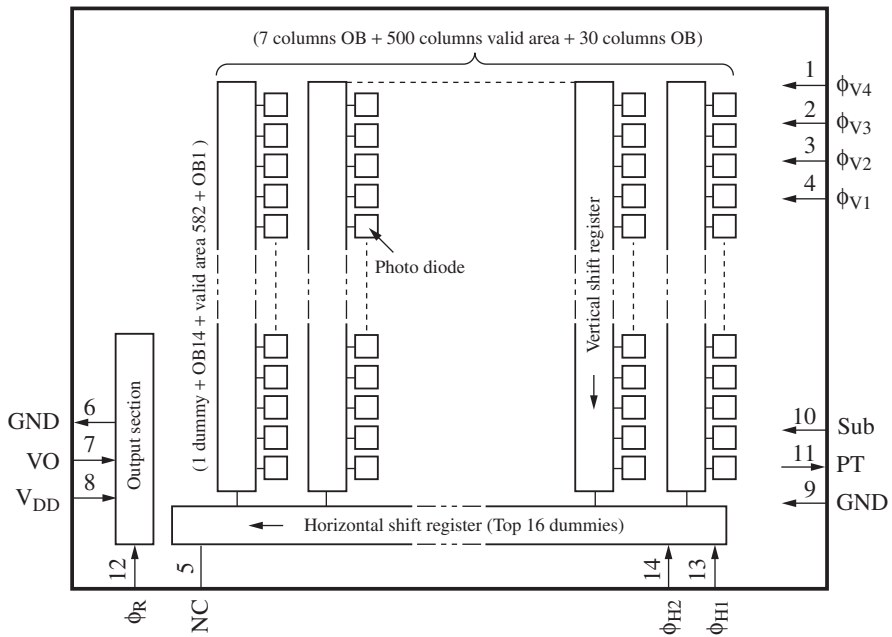 (7 columns OB + 500 columns valid area + 30 columns OB)
1
ϕV4
2
ϕV3
3
ϕV2
4
ϕV1
(1 dummy + OB14 + valid area 582 + OB1 )
Photo diode
Vertical shift register
Output section
6
GND
7
VO
8
VDD
10
Sub
11
PT
9
GND
Horizontal shift register (Top 16 dummies)
12
ϕR
5
NC
14
ϕH2
13
ϕH1